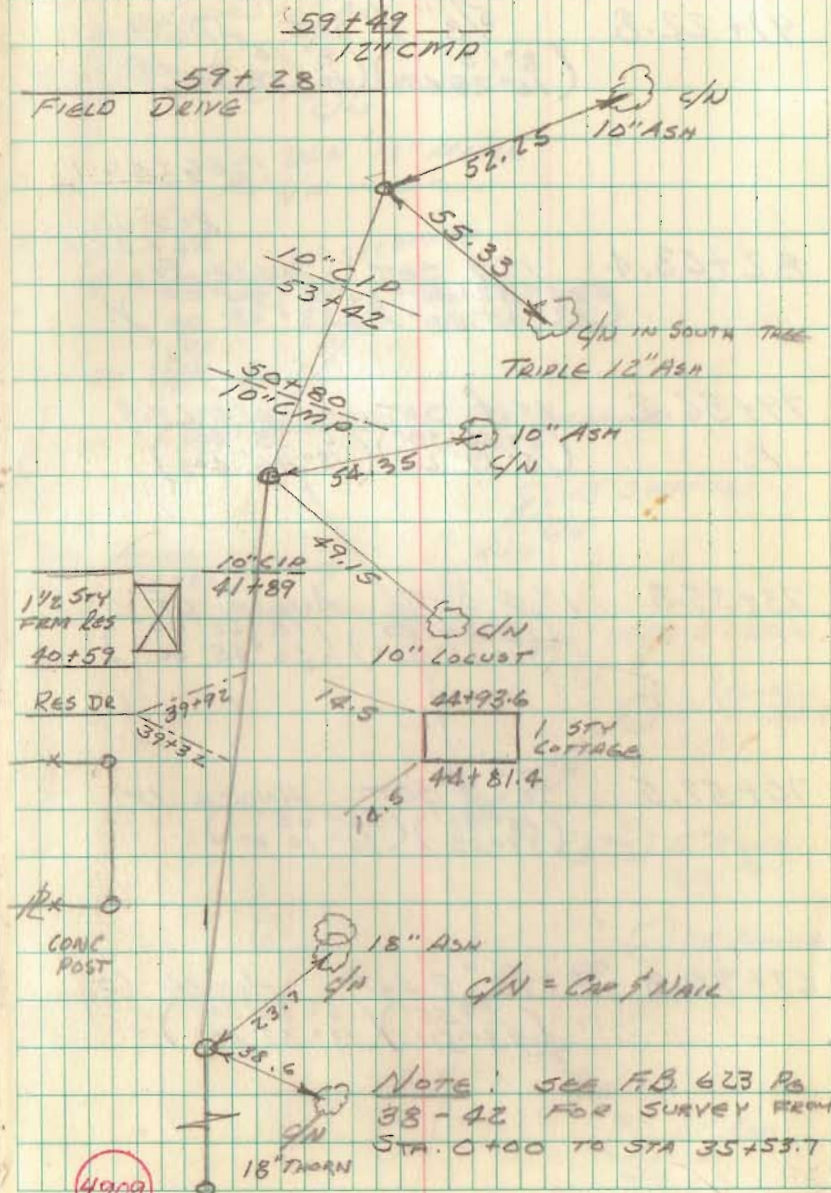 59+49
12" CMP
59+28
FIELD DRIVE
C/N
10" ASH
52.25
55.33
10" CIP
53+42
C/N IN SOUTH TREE
TRIPLE 12" ASH
50+80
10" CMP
10" ASH
C/N
54.35
49.15
10" CIP
41+89
1 1/2 STY
FRM RES
40+59
C/N
10" LOCUST
RES DR
39+92
39+32
14.5
44+93.6
1 STY
COTTAGE
44+81.4
14.5
CONC
POST
18" ASH
C/N
23.7
C/N = CAP & NAIL
38.6
C/N
18" THORN
NOTE: SEE F.B. 623 PG
38-42 FOR SURVEY FROM
STA. 0+00 TO STA 35+53.7
4909